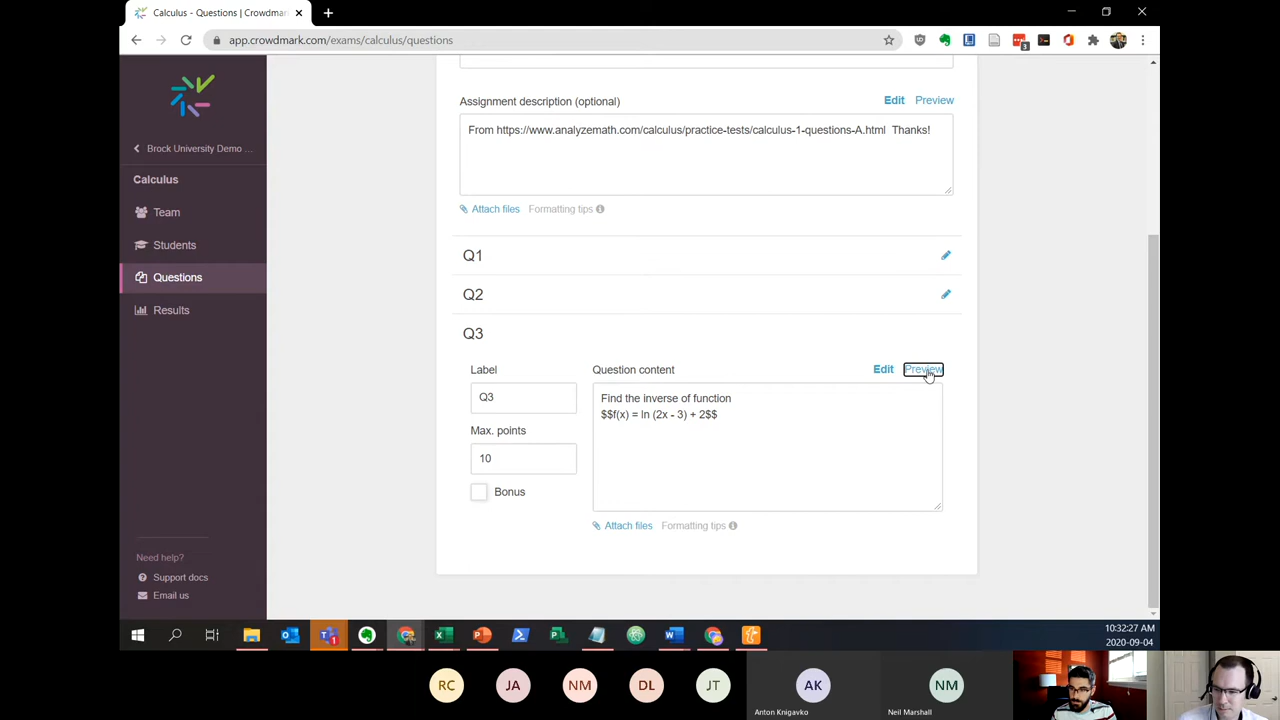 Calculus - Questions | Crowdmar
app.crowdmark.com/exams/calculus/questions
3
Brock University Demo ...
Calculus
Team
Students
Questions
Results
Need help?
Support docs
Email us
Assignment description (optional)
Edit Preview
From https://www.analyzemath.com/calculus/practice-tests/calculus-1-questions-A.html Thanks!
Attach files Formatting tips
Q1
Q2
Q3
Label
Q3
Max. points
10
Bonus
Question content
Edit Preview
Find the inverse of function
$$f(x) = ln (2x - 3) + 2$$
Attach files Formatting tips
10:32:27 AM
2020-09-04
RC JA NM DL JT AK NM
Anton Knigavko Neil Marshall